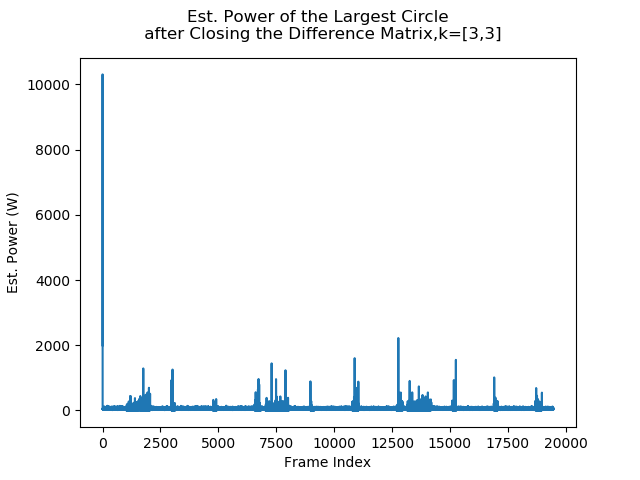 Est. Power of the Largest Circle
after Closing the Difference Matrix,k=[3,3]
10000
8000
6000
4000
2000
0
Est. Power (W)
0 2500 5000 7500 10000 12500 15000 17500 20000
Frame Index